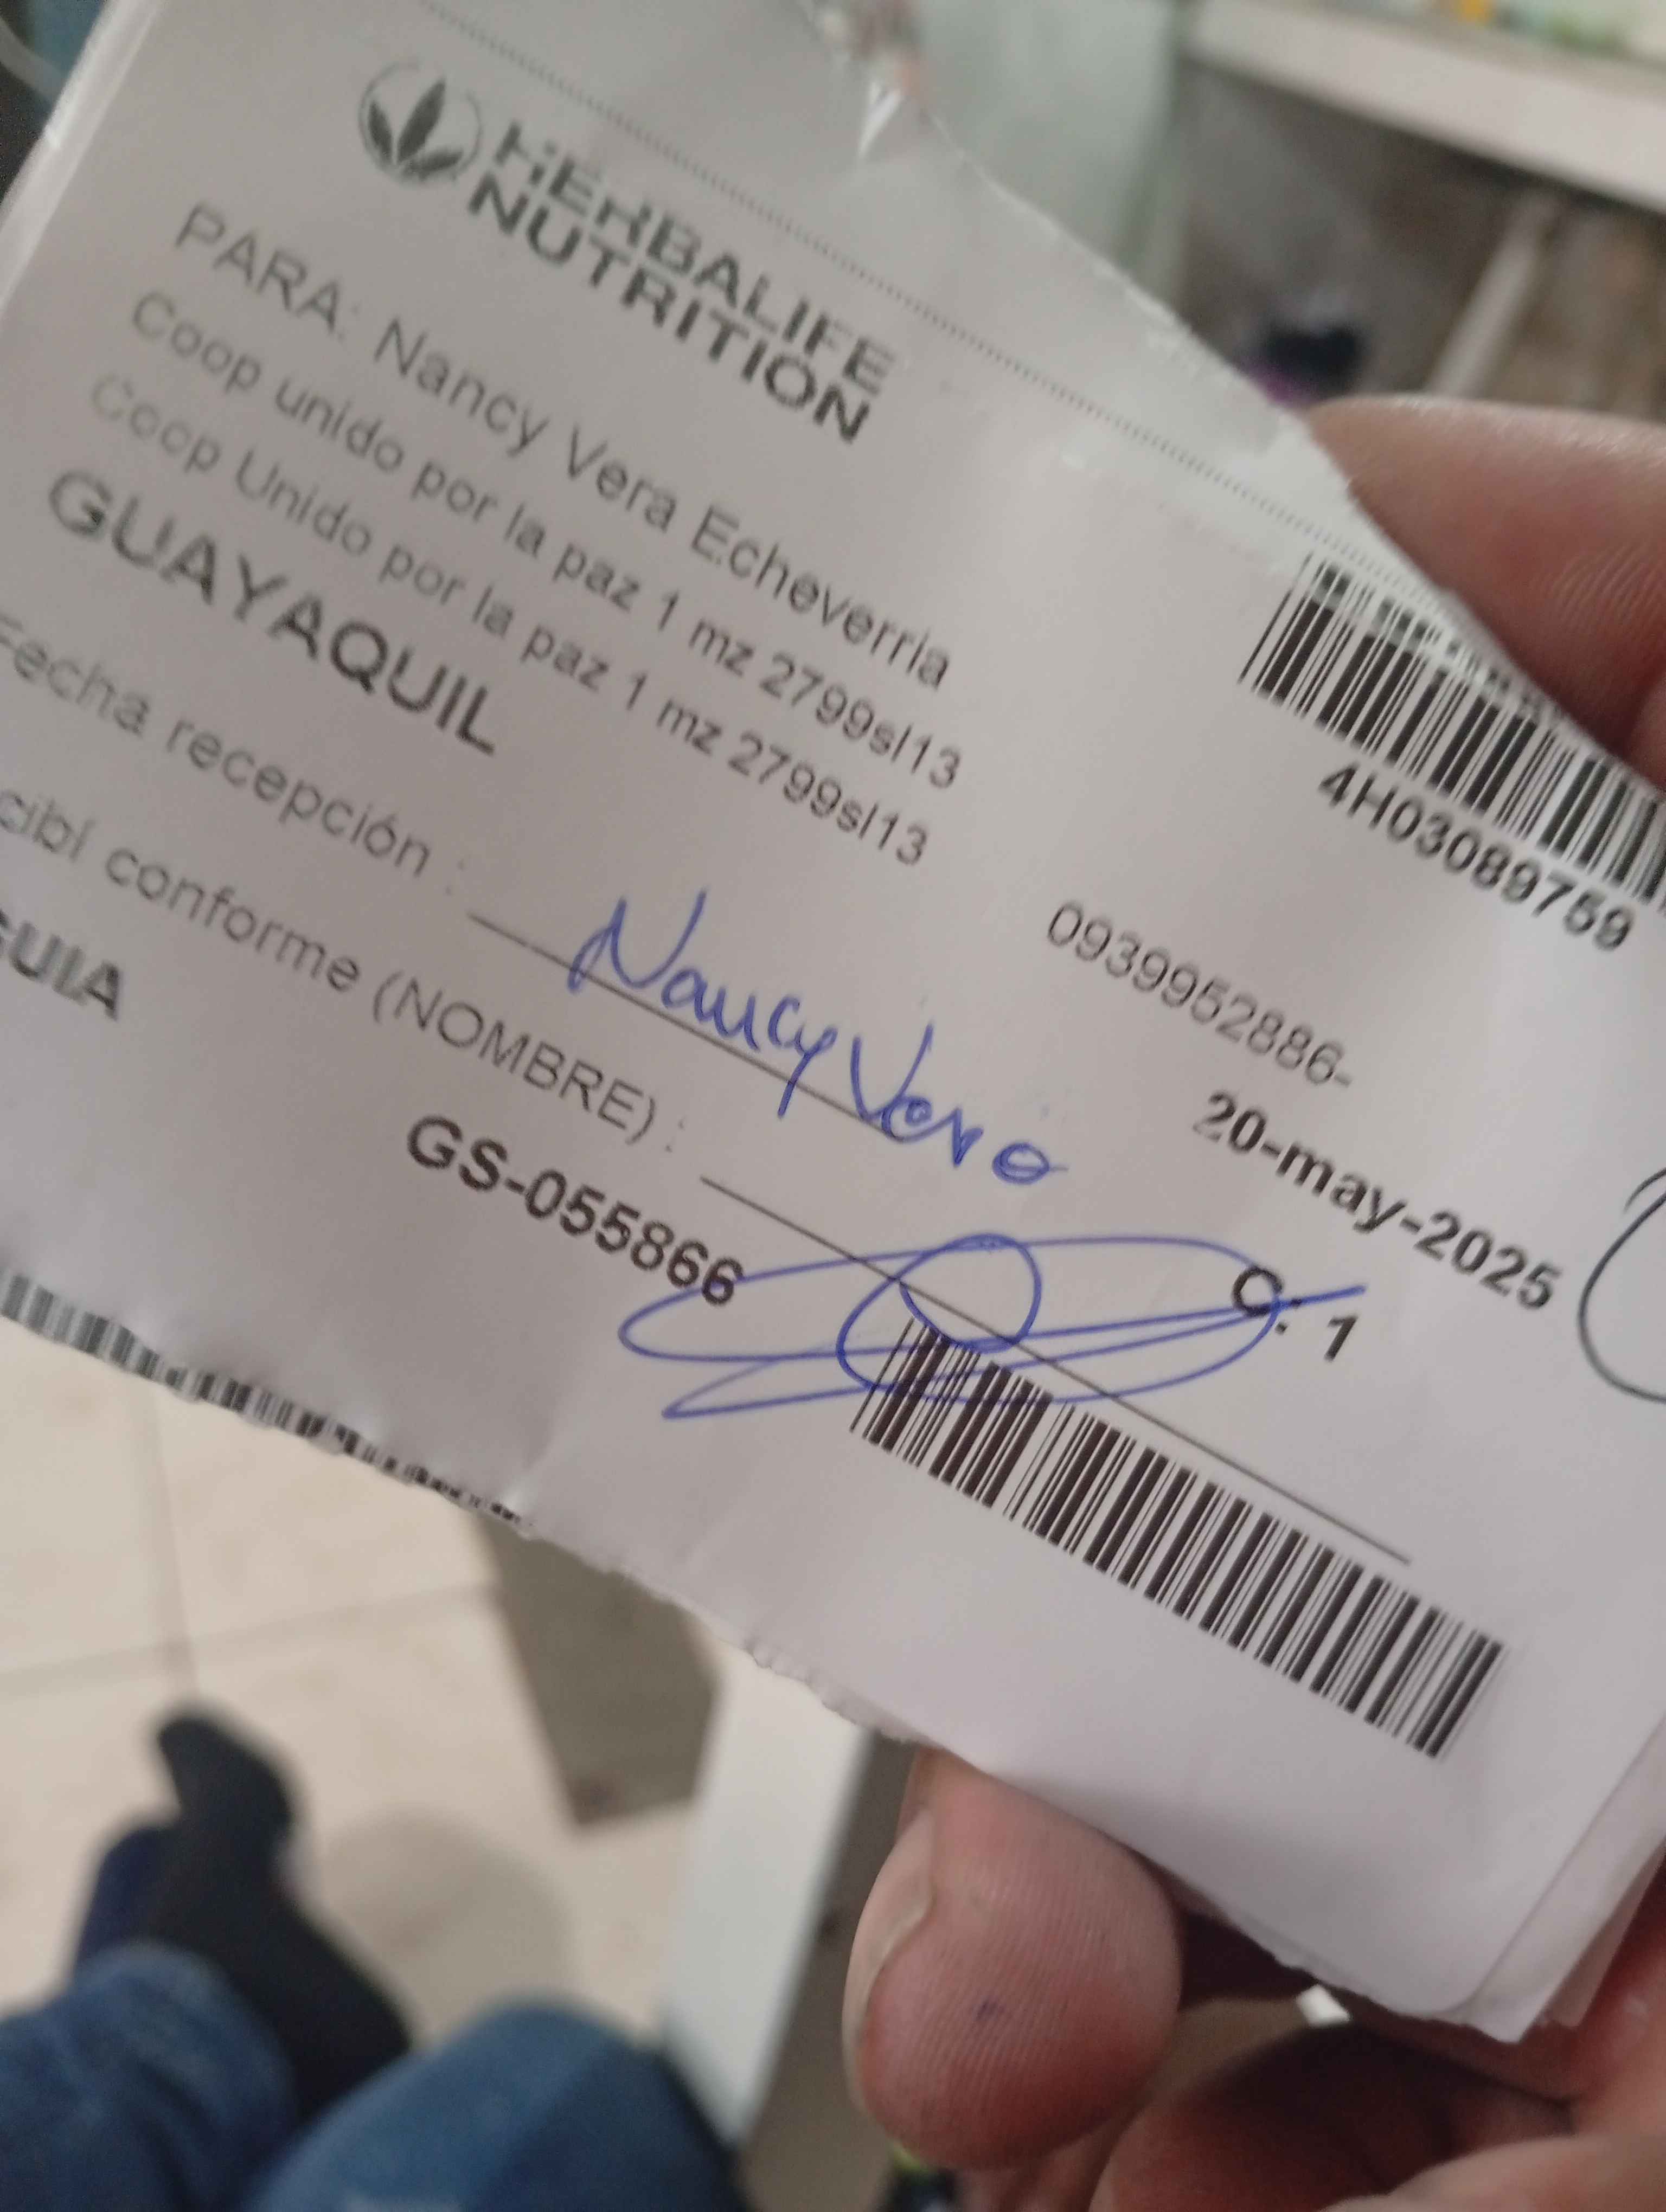 HERBALIFE
NUTRITION
PARA: Nancy Vera Echeverría
Coop unido por la paz 1 mz 2799sl13
Coop Unido por la paz 1 mz 2799sl13
GUAYAQUIL
4H03089759
0939952886-
Fecha recepción :
Nancy Vera
20-may-2025
cibí conforme (NOMBRE) :
GUIA
GS-055866
C: 1